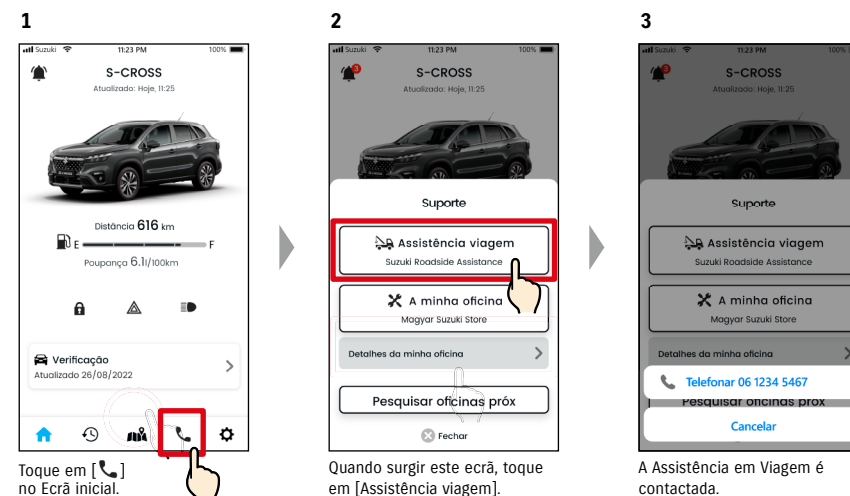 1
Suzuki 11:23 PM 100%
S-CROSS
Atualizado: Hoje, 11:25
Distância 616 km
E F
Poupança 6.1l/100km
Verificação
Atualizado 26/08/2022
Toque em [ ]
no Ecrã inicial.
2
Suzuki 11:23 PM 100%
3
S-CROSS
Atualizado: Hoje, 11:25
Suporte
Assistência viagem
Suzuki Roadside Assistance
A minha oficina
Magyar Suzuki Store
Detalhes da minha oficina
Pesquisar oficinas próx
Fechar
Quando surgir este ecrã, toque
em [Assistência viagem].
3
Suzuki 11:23 PM 100%
3
S-CROSS
Atualizado: Hoje, 11:25
Suporte
Assistência viagem
Suzuki Roadside Assistance
A minha oficina
Magyar Suzuki Store
Detalhes da minha oficina
Telefonar 06 1234 5467
Pesquisar oficinas próx
Cancelar
A Assistência em Viagem é
contactada.